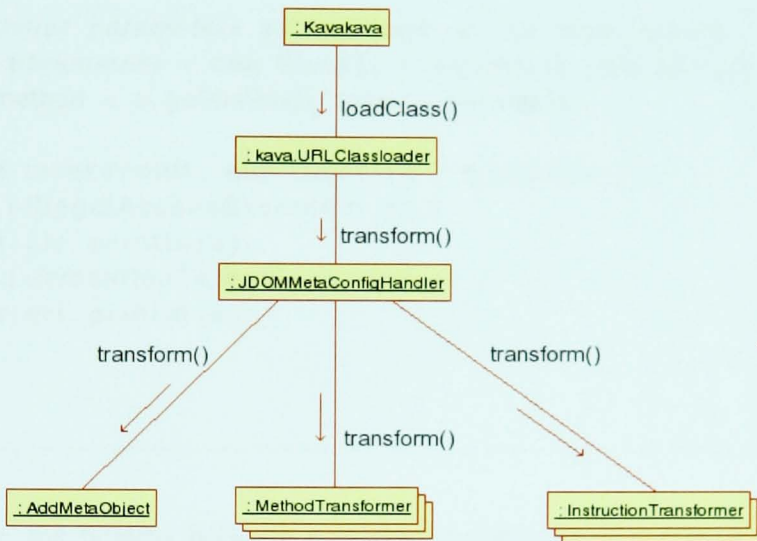 : Kavakava
loadClass()
: kava.URLClassloader
transform()
: JDOMMetaConfigHandler
transform()
transform()
transform()
: AddMetaObject
: MethodTransformer
: InstructionTransformer